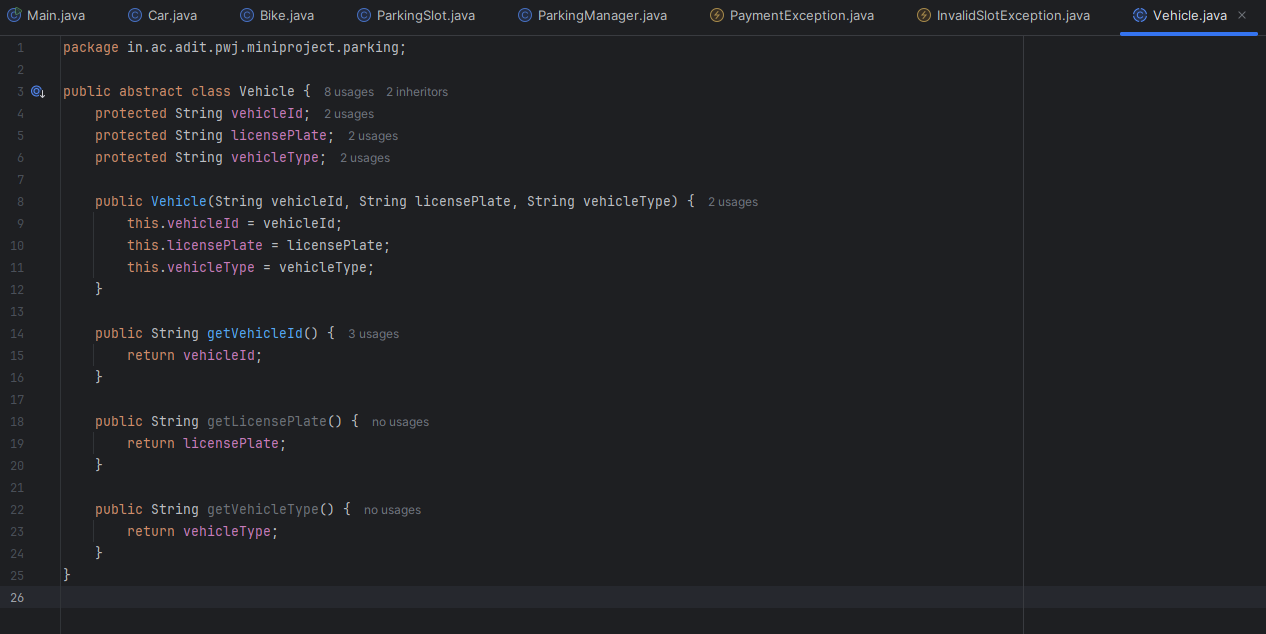 Main.java Car.java Bike.java ParkingSlot.java ParkingManager.java PaymentException.java InvalidSlotException.java Vehicle.java
1 package in.ac.adit.pwj.miniproject.parking;
2
3 public abstract class Vehicle { 8 usages 2 inheritors
4     protected String vehicleId; 2 usages
5     protected String licensePlate; 2 usages
6     protected String vehicleType; 2 usages
7
8     public Vehicle(String vehicleId, String licensePlate, String vehicleType) { 2 usages
9         this.vehicleId = vehicleId;
10         this.licensePlate = licensePlate;
11         this.vehicleType = vehicleType;
12     }
13
14     public String getVehicleId() { 3 usages
15         return vehicleId;
16     }
17
18     public String getLicensePlate() { no usages
19         return licensePlate;
20     }
21
22     public String getVehicleType() { no usages
23         return vehicleType;
24     }
25 }
26